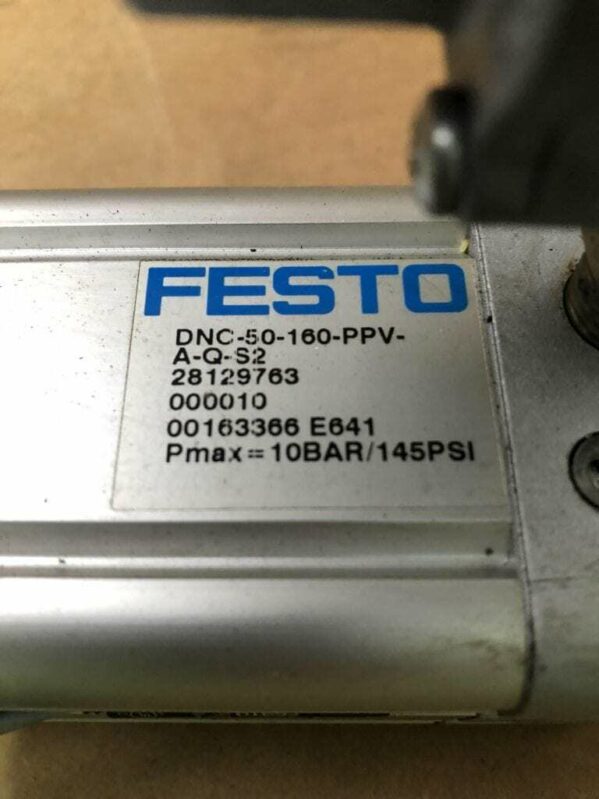 FESTO
DNC-50-160-PPV-
A-Q-S2
28129763
000010
00163366 E641
Pmax=10BAR/145PSI